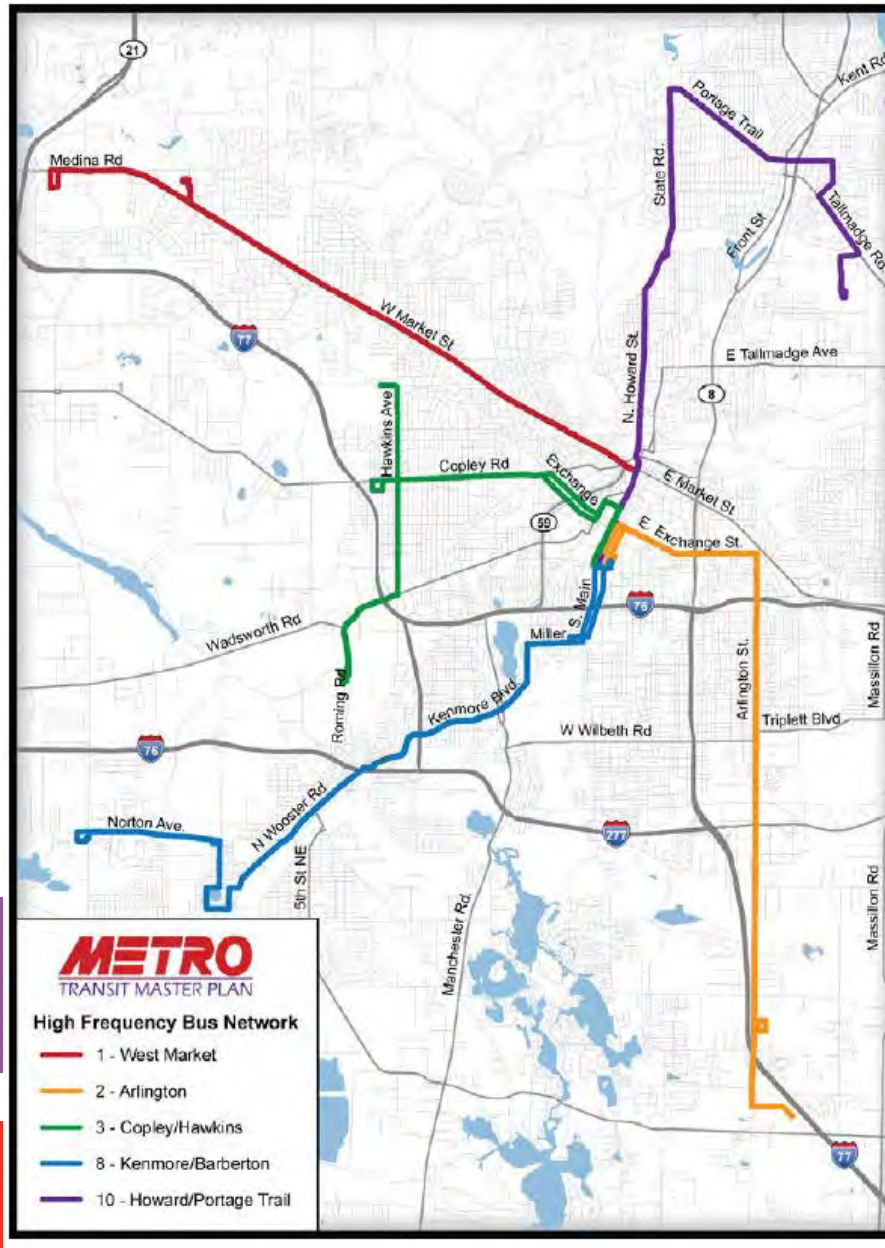 21
Kent Rd
Portage Trail
Medina Rd
State Rd.
Tallmadge Rd.
Front St
W Market St
77
N. Howard St.
E Tallmadge Ave
8
Hawkins Ave
Copley Rd
Exchange
E Market St
59
E. Exchange St.
S. Main
76
Miller
Wadsworth Rd
Massillon Rd
Arlington St.
Roming Rd
Kenmore Blvd.
Triplett Blvd
W Wilbeth Rd
76
N Wooster Rd
Norton Ave.
277
5th St NE
Massillon Rd
Manchester Rd.
METRO
TRANSIT MASTER PLAN
High Frequency Bus Network
1 - West Market
2 - Arlington
3 - Copley/Hawkins
8 - Kenmore/Barberton
10 - Howard/Portage Trail
77